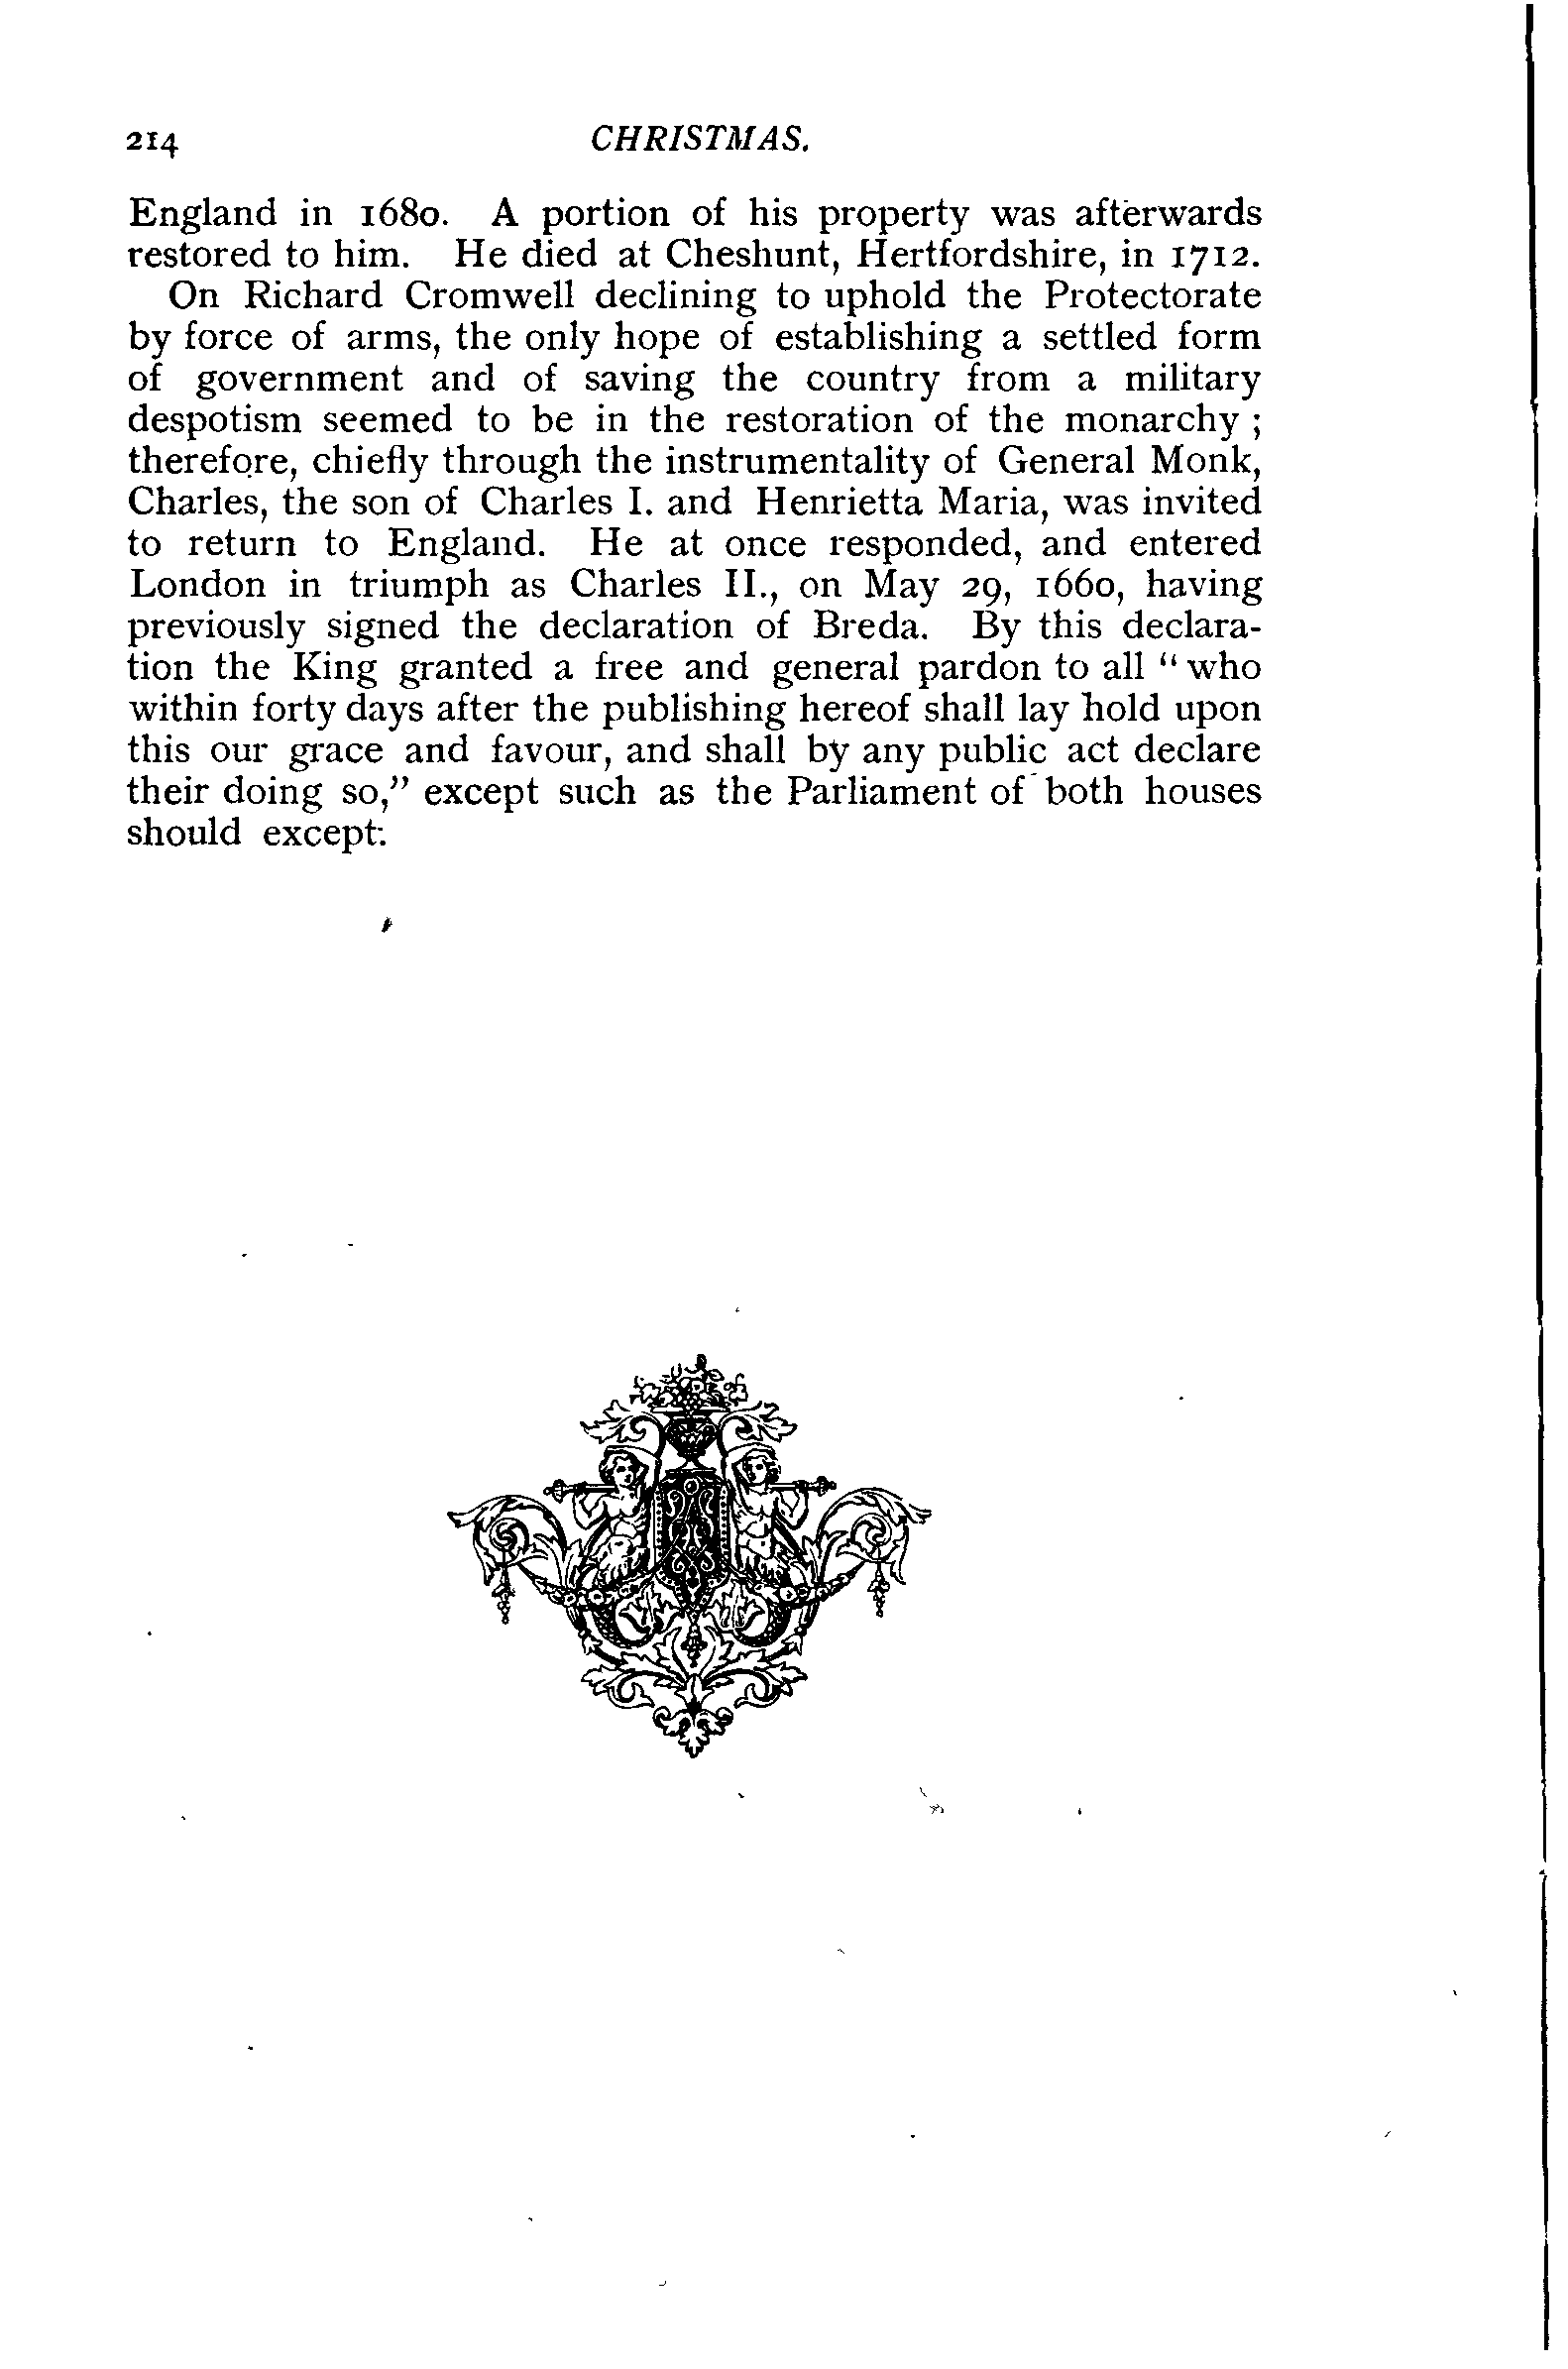 214 CHRISTMAS.
England in 1680. A portion of his property was afterwards
restored to him. He died at Cheshunt, Hertfordshire, in 1712.
On Richard Cromwell declining to uphold the Protectorate
by force of arms, the only hope of establishing a settled form
of government and of saving the country from a military
despotism seemed to be in the restoration of the monarchy ;
therefore, chiefly through the instrumentality of General Monk,
Charles, the son of Charles I. and Henrietta Maria, was invited
to return to England. He at once responded, and entered
London in triumph as Charles II., on May 29, 1660, having
previously signed the declaration of Breda. By this declara-
tion the King granted a free and general pardon to all “ who
within forty days after the publishing hereof shall lay hold upon
this our grace and favour, and shall by any public act declare
their doing so,” except such as the Parliament of both houses
should except.